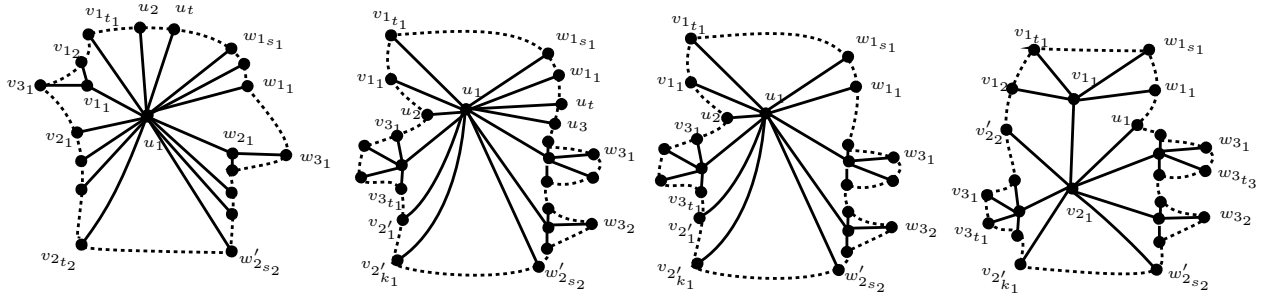 v₁ₜ₁ u₂ uₜ
w₁ₛ₁
v₁₂
v₃₁ v₁₁ w₁₁
v₂₁ u₁ w₂₁
w₃₁
v₂ₜ₂ w′₂ₛ₂
v₁ₜ₁ w₁ₛ₁
v₁₁ u₁ w₁₁
u₂ uₜ
v₃₁ u₃
w₃₁
v₃ₜ₁
v₂′₁ w₃₂
v₂′ₖ₁ w′₂ₛ₂
v₁ₜ₁ w₁ₛ₁
v₁₁ u₁ w₁₁
u₂
v₃₁ w₃₁
v₃ₜ₁
v₂′₁ w₃₂
v₂′ₖ₁ w′₂ₛ₂
v₁ₜ₁ w₁ₛ₁
v₁₂ v₁₁ w₁₁
v′₂₂ u₁
w₃₁
v₃₁ w₃ₜ₃
v₂₁
v₃ₜ₁ w₃₂
v₂′ₖ₁ w′₂ₛ₂